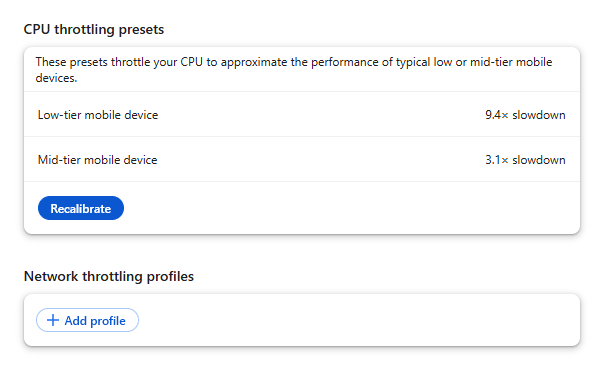 CPU throttling presets
These presets throttle your CPU to approximate the performance of typical low or mid-tier mobile
devices.
Low-tier mobile device 9.4× slowdown
Mid-tier mobile device 3.1× slowdown
Recalibrate
Network throttling profiles
Add profile